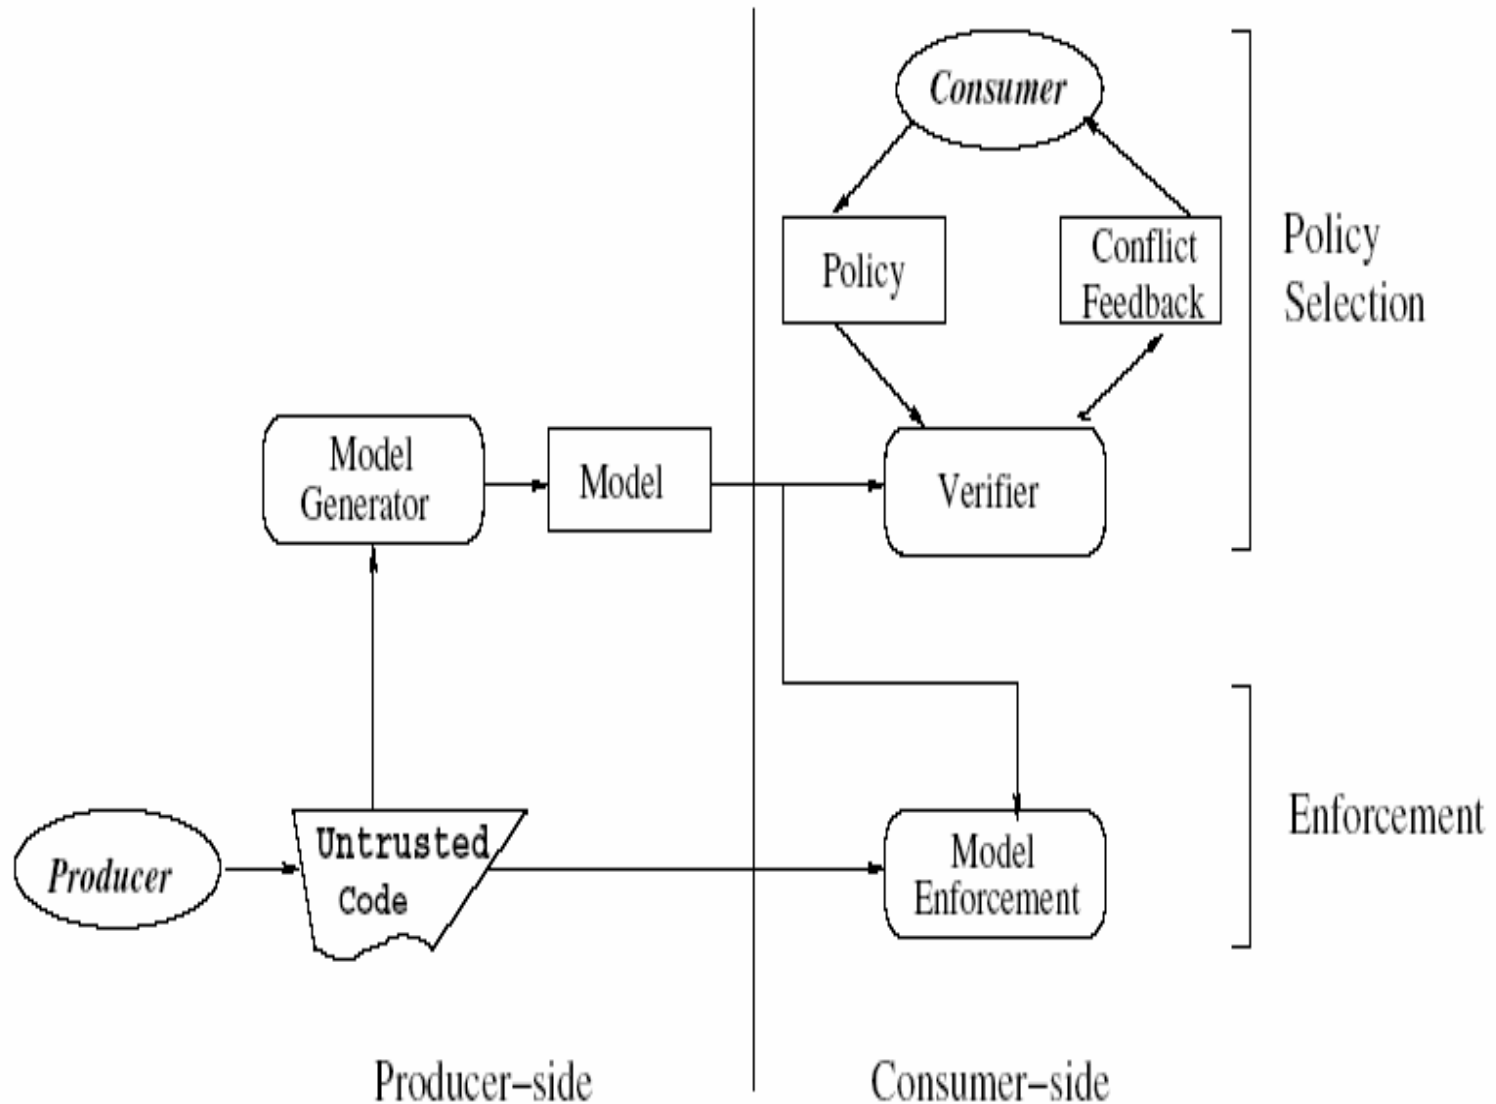 Consumer
Policy
Conflict
Feedback
Policy
Selection
Model
Generator
Model
Verifier
Producer
Untrusted
Code
Model
Enforcement
Enforcement
Producer-side
Consumer-side